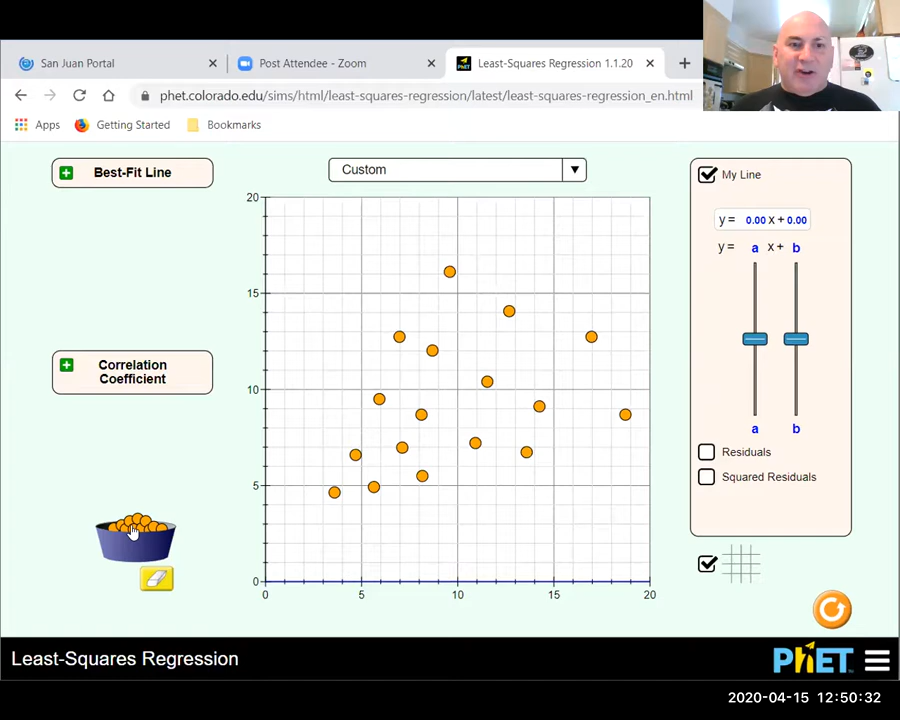 San Juan Portal
Post Attendee - Zoom
Least-Squares Regression 1.1.20
phet.colorado.edu/sims/html/least-squares-regression/latest/least-squares-regression_en.html
Apps
Getting Started
Bookmarks
Best-Fit Line
Custom
My Line
y = 0.00 x + 0.00
y = a x + b
20
15
10
5
0
0 5 10 15 20
Correlation
Coefficient
a b
Residuals
Squared Residuals
Least-Squares Regression
PhET
2020-04-15 12:50:32